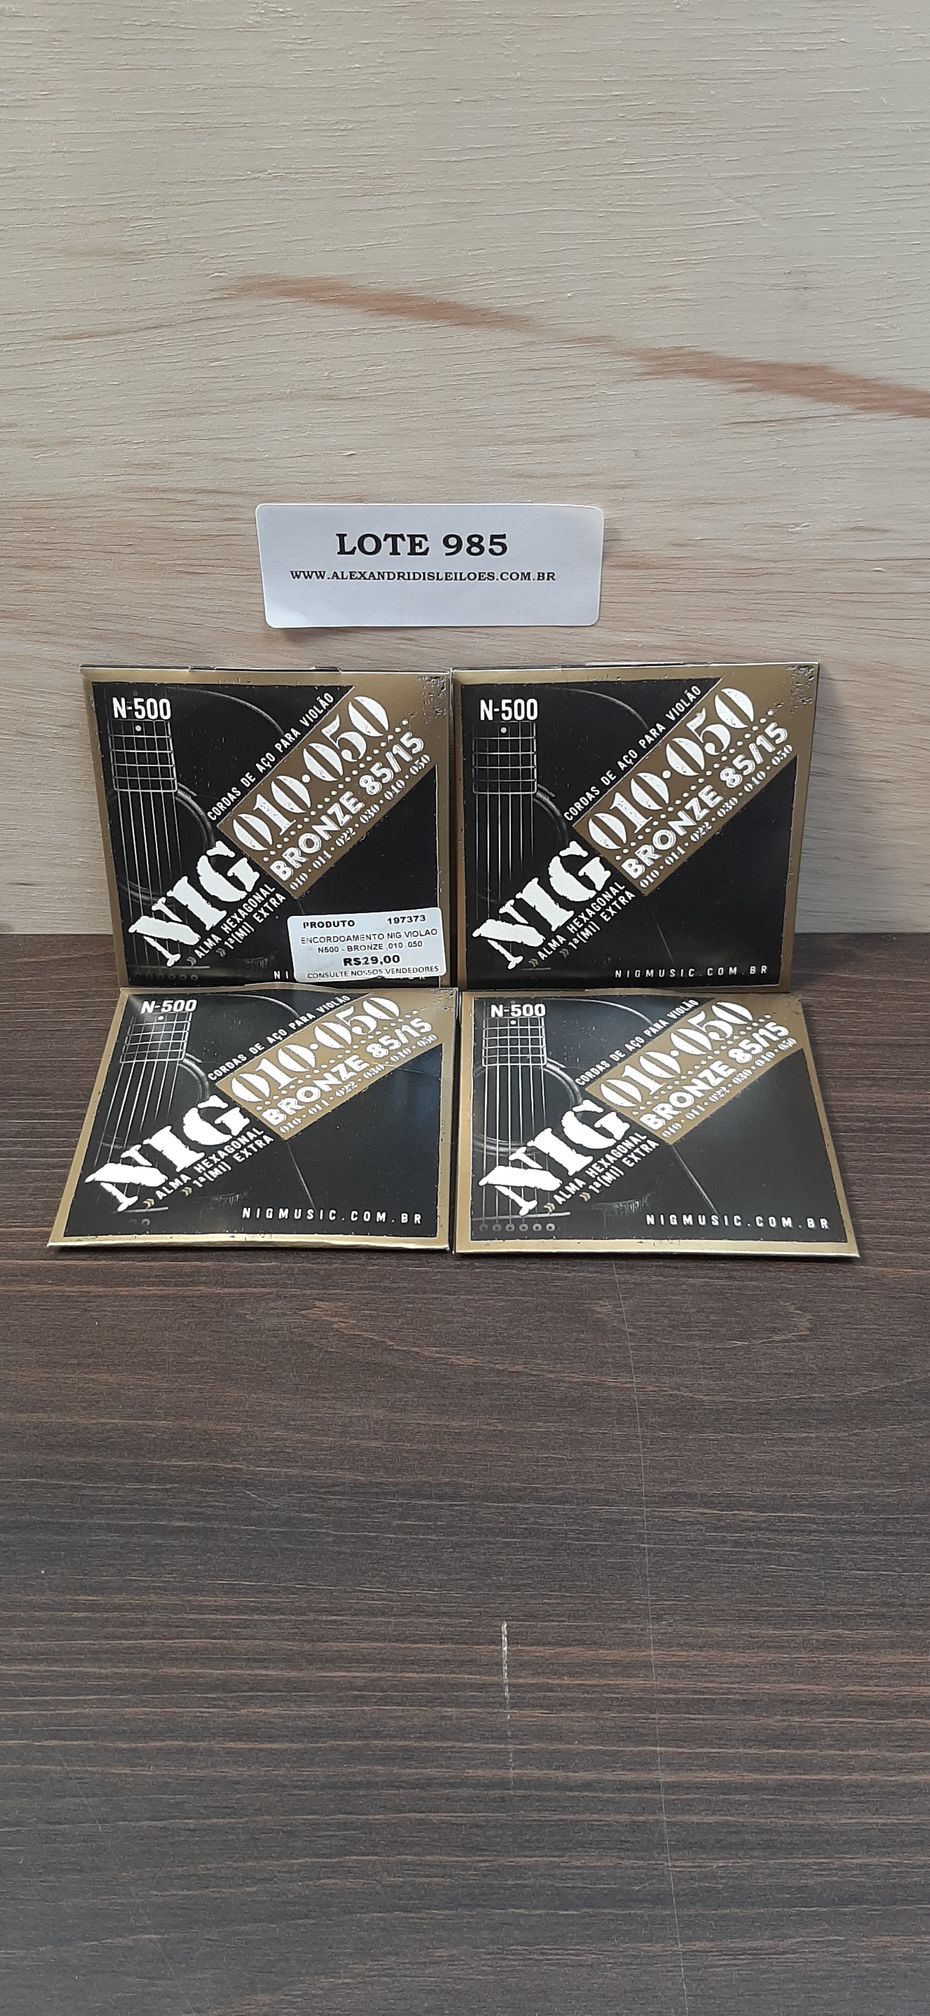 LOTE 985
WWW.ALEXANDRIDISLEILOES.COM.BR
N-500
CORDAS DE AÇO PARA VIOLÃO
010·050
BRONZE 85/15
010 · 011 · 022 · 030 · 040 · 050
NIG
» ALMA HEXAGONAL
» 1ª(MI) EXTRA
NI
PRODUTO 197373
ENCORDOAMENTO NIG VIOLAO
N500 - BRONZE .010 .050
R$29,00
CONSULTE NOSSOS VENDEDORES
N-500
CORDAS DE AÇO PARA VIOLÃO
010·050
BRONZE 85/15
010 · 011 · 022 · 030 · 040 · 050
NIG
» ALMA HEXAGONAL
» 1ª(MI) EXTRA
NIGMUSIC.COM.BR
N-500
CORDAS DE AÇO PARA VIOLÃO
010·050
BRONZE 85/15
010 · 011 · 022 · 030 · 040 · 050
NIG
» ALMA HEXAGONAL
» 1ª(MI) EXTRA
NIGMUSIC.COM.BR
N-500
CORDAS DE AÇO PARA VIOLÃO
010·050
BRONZE 85/15
010 · 011 · 022 · 030 · 040 · 050
NIG
» ALMA HEXAGONAL
» 1ª(MI) EXTRA
NIGMUSIC.COM.BR